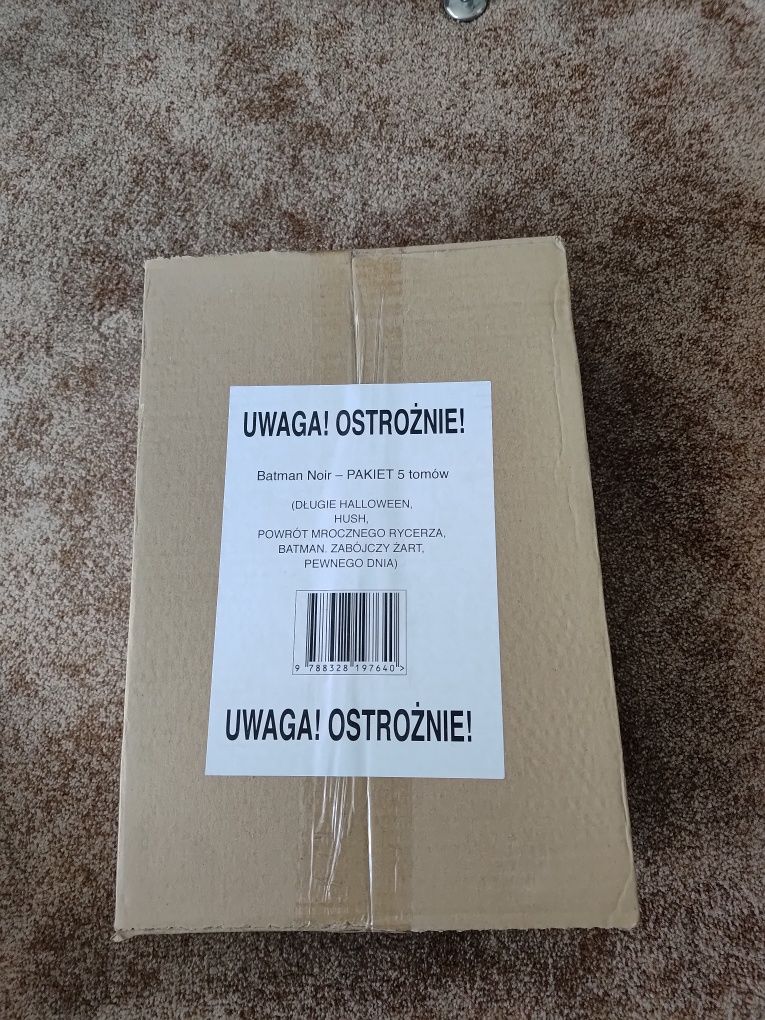 UWAGA! OSTROŻNIE!
Batman Noir – PAKIET 5 tomów
(DŁUGIE HALLOWEEN,
HUSH,
POWRÓT MROCZNEGO RYCERZA,
BATMAN. ZABÓJCZY ŻART,
PEWNEGO DNIA)
9 788328 197640 >
UWAGA! OSTROŻNIE!